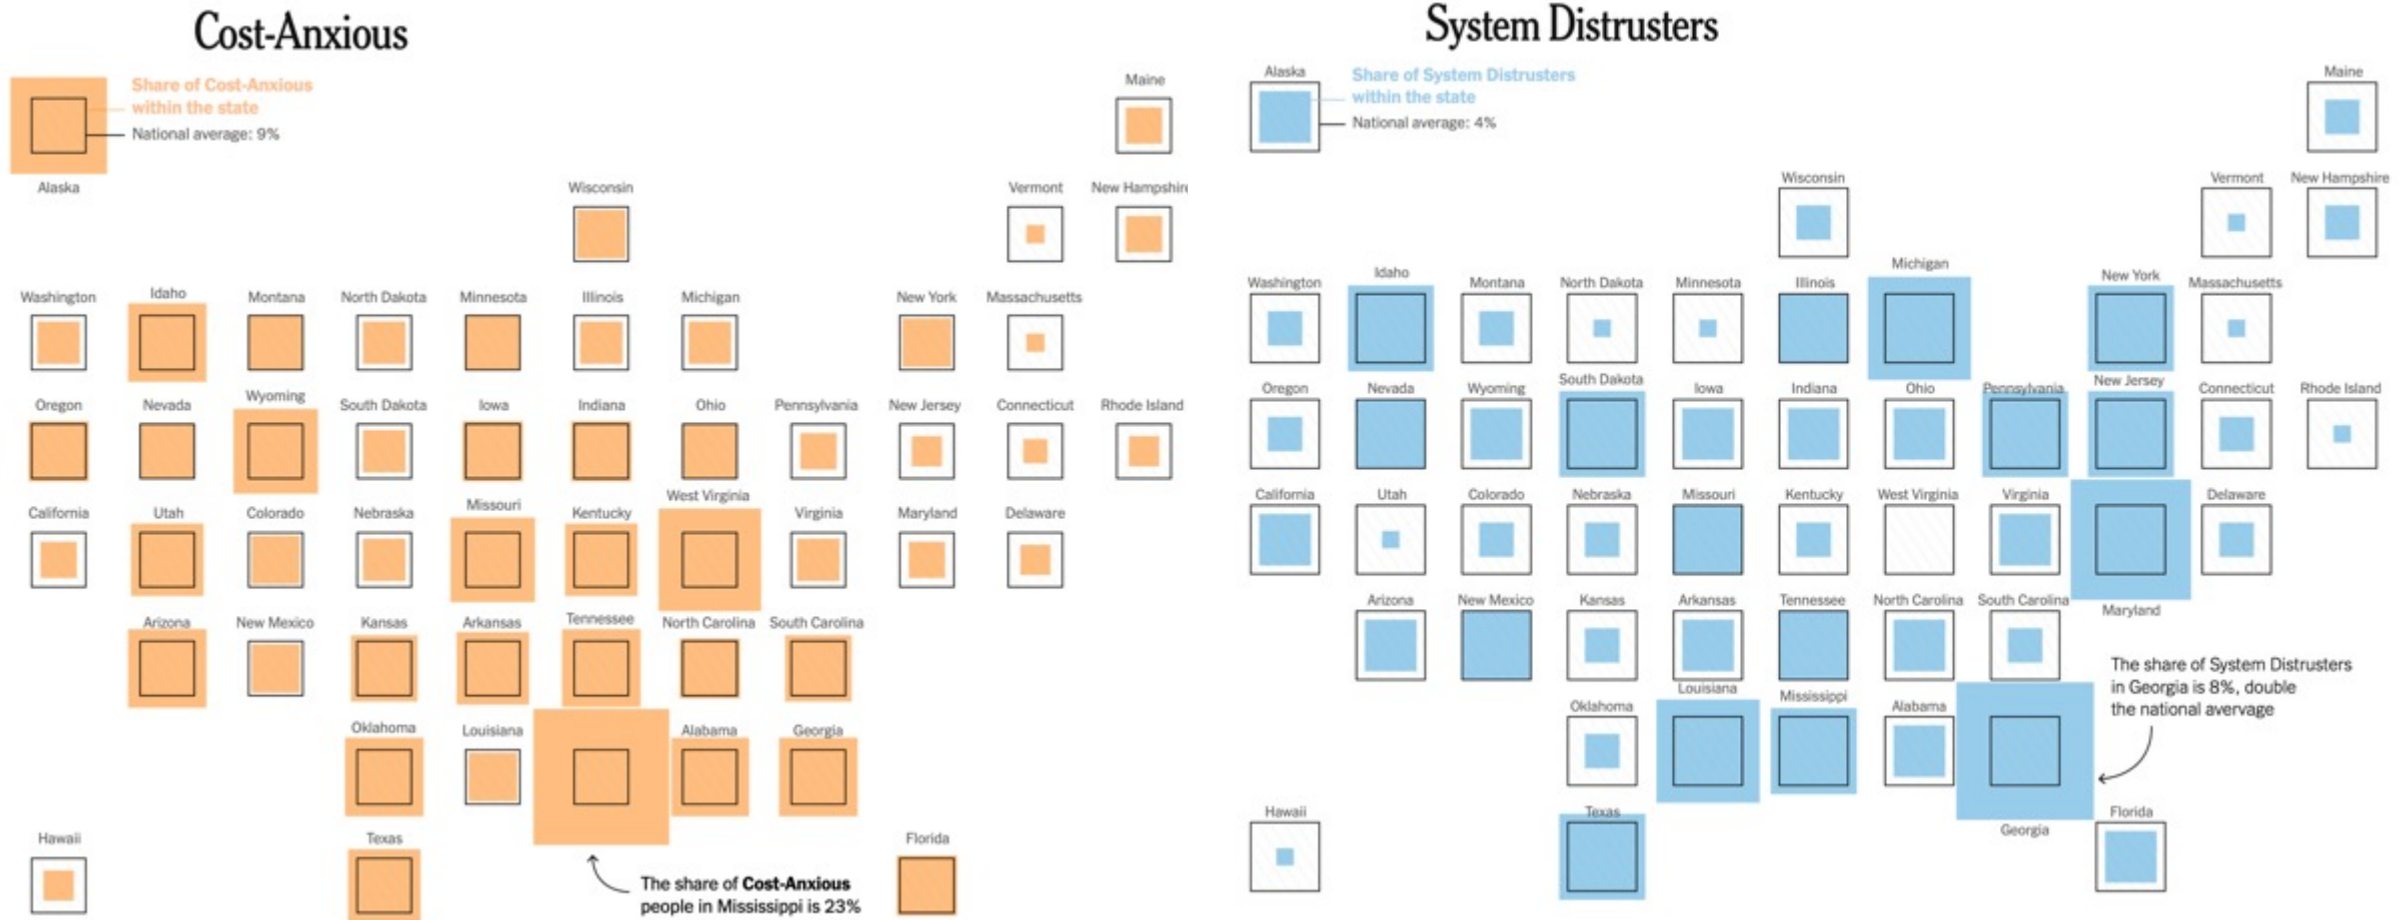 Cost-Anxious
Share of Cost-Anxious
within the state
National average: 9%
Alaska
Maine
Wisconsin
Vermont
New Hampshire
Washington
Idaho
Montana
North Dakota
Minnesota
Illinois
Michigan
New York
Massachusetts
Oregon
Nevada
Wyoming
South Dakota
Iowa
Indiana
Ohio
Pennsylvania
New Jersey
Connecticut
Rhode Island
California
Utah
Colorado
Nebraska
Missouri
Kentucky
West Virginia
Virginia
Maryland
Delaware
Arizona
New Mexico
Kansas
Arkansas
Tennessee
North Carolina
South Carolina
Oklahoma
Louisiana
Alabama
Georgia
Hawaii
Texas
Florida
The share of Cost-Anxious
people in Mississippi is 23%
System Distrusters
Alaska
Share of System Distrusters
within the state
National average: 4%
Maine
Wisconsin
Vermont
New Hampshire
Washington
Idaho
Montana
North Dakota
Minnesota
Illinois
Michigan
New York
Massachusetts
Oregon
Nevada
Wyoming
South Dakota
Iowa
Indiana
Ohio
Pennsylvania
New Jersey
Connecticut
Rhode Island
California
Utah
Colorado
Nebraska
Missouri
Kentucky
West Virginia
Virginia
Delaware
Maryland
Arizona
New Mexico
Kansas
Arkansas
Tennessee
North Carolina
South Carolina
The share of System Distrusters
in Georgia is 8%, double
the national avervage
Oklahoma
Louisiana
Mississippi
Alabama
Georgia
Hawaii
Texas
Florida